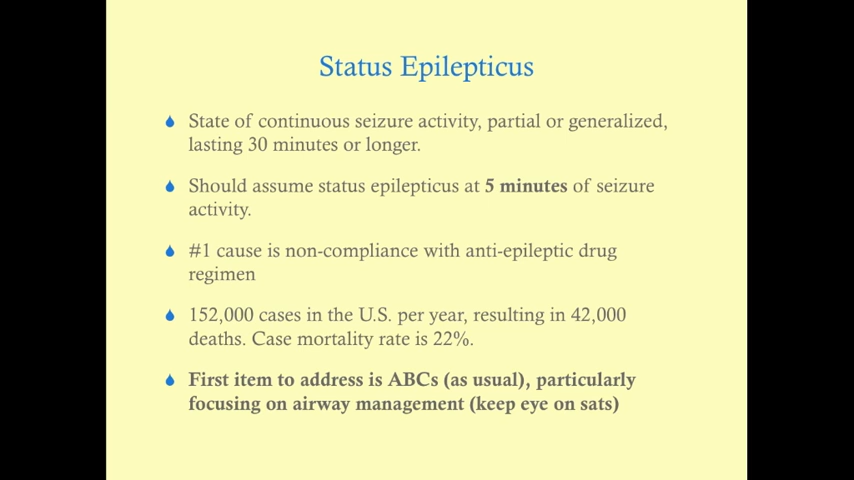 Status Epilepticus
State of continuous seizure activity, partial or generalized,
lasting 30 minutes or longer.
Should assume status epilepticus at 5 minutes of seizure
activity.
#1 cause is non-compliance with anti-epileptic drug
regimen
152,000 cases in the U.S. per year, resulting in 42,000
deaths. Case mortality rate is 22%.
First item to address is ABCs (as usual), particularly
focusing on airway management (keep eye on sats)